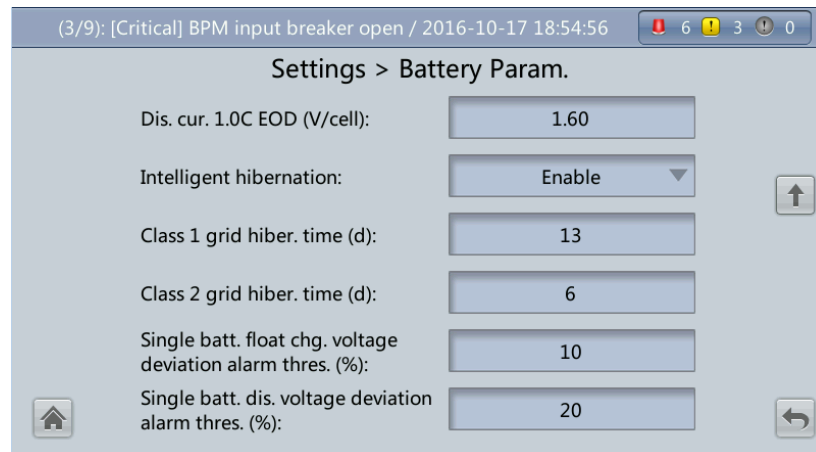 (3/9): [Critical] BPM input breaker open / 2016-10-17 18:54:56 6 3 0
Settings > Battery Param.
Dis. cur. 1.0C EOD (V/cell): 1.60
Intelligent hibernation: Enable
Class 1 grid hiber. time (d): 13
Class 2 grid hiber. time (d): 6
Single batt. float chg. voltage
deviation alarm thres. (%): 10
Single batt. dis. voltage deviation
alarm thres. (%): 20